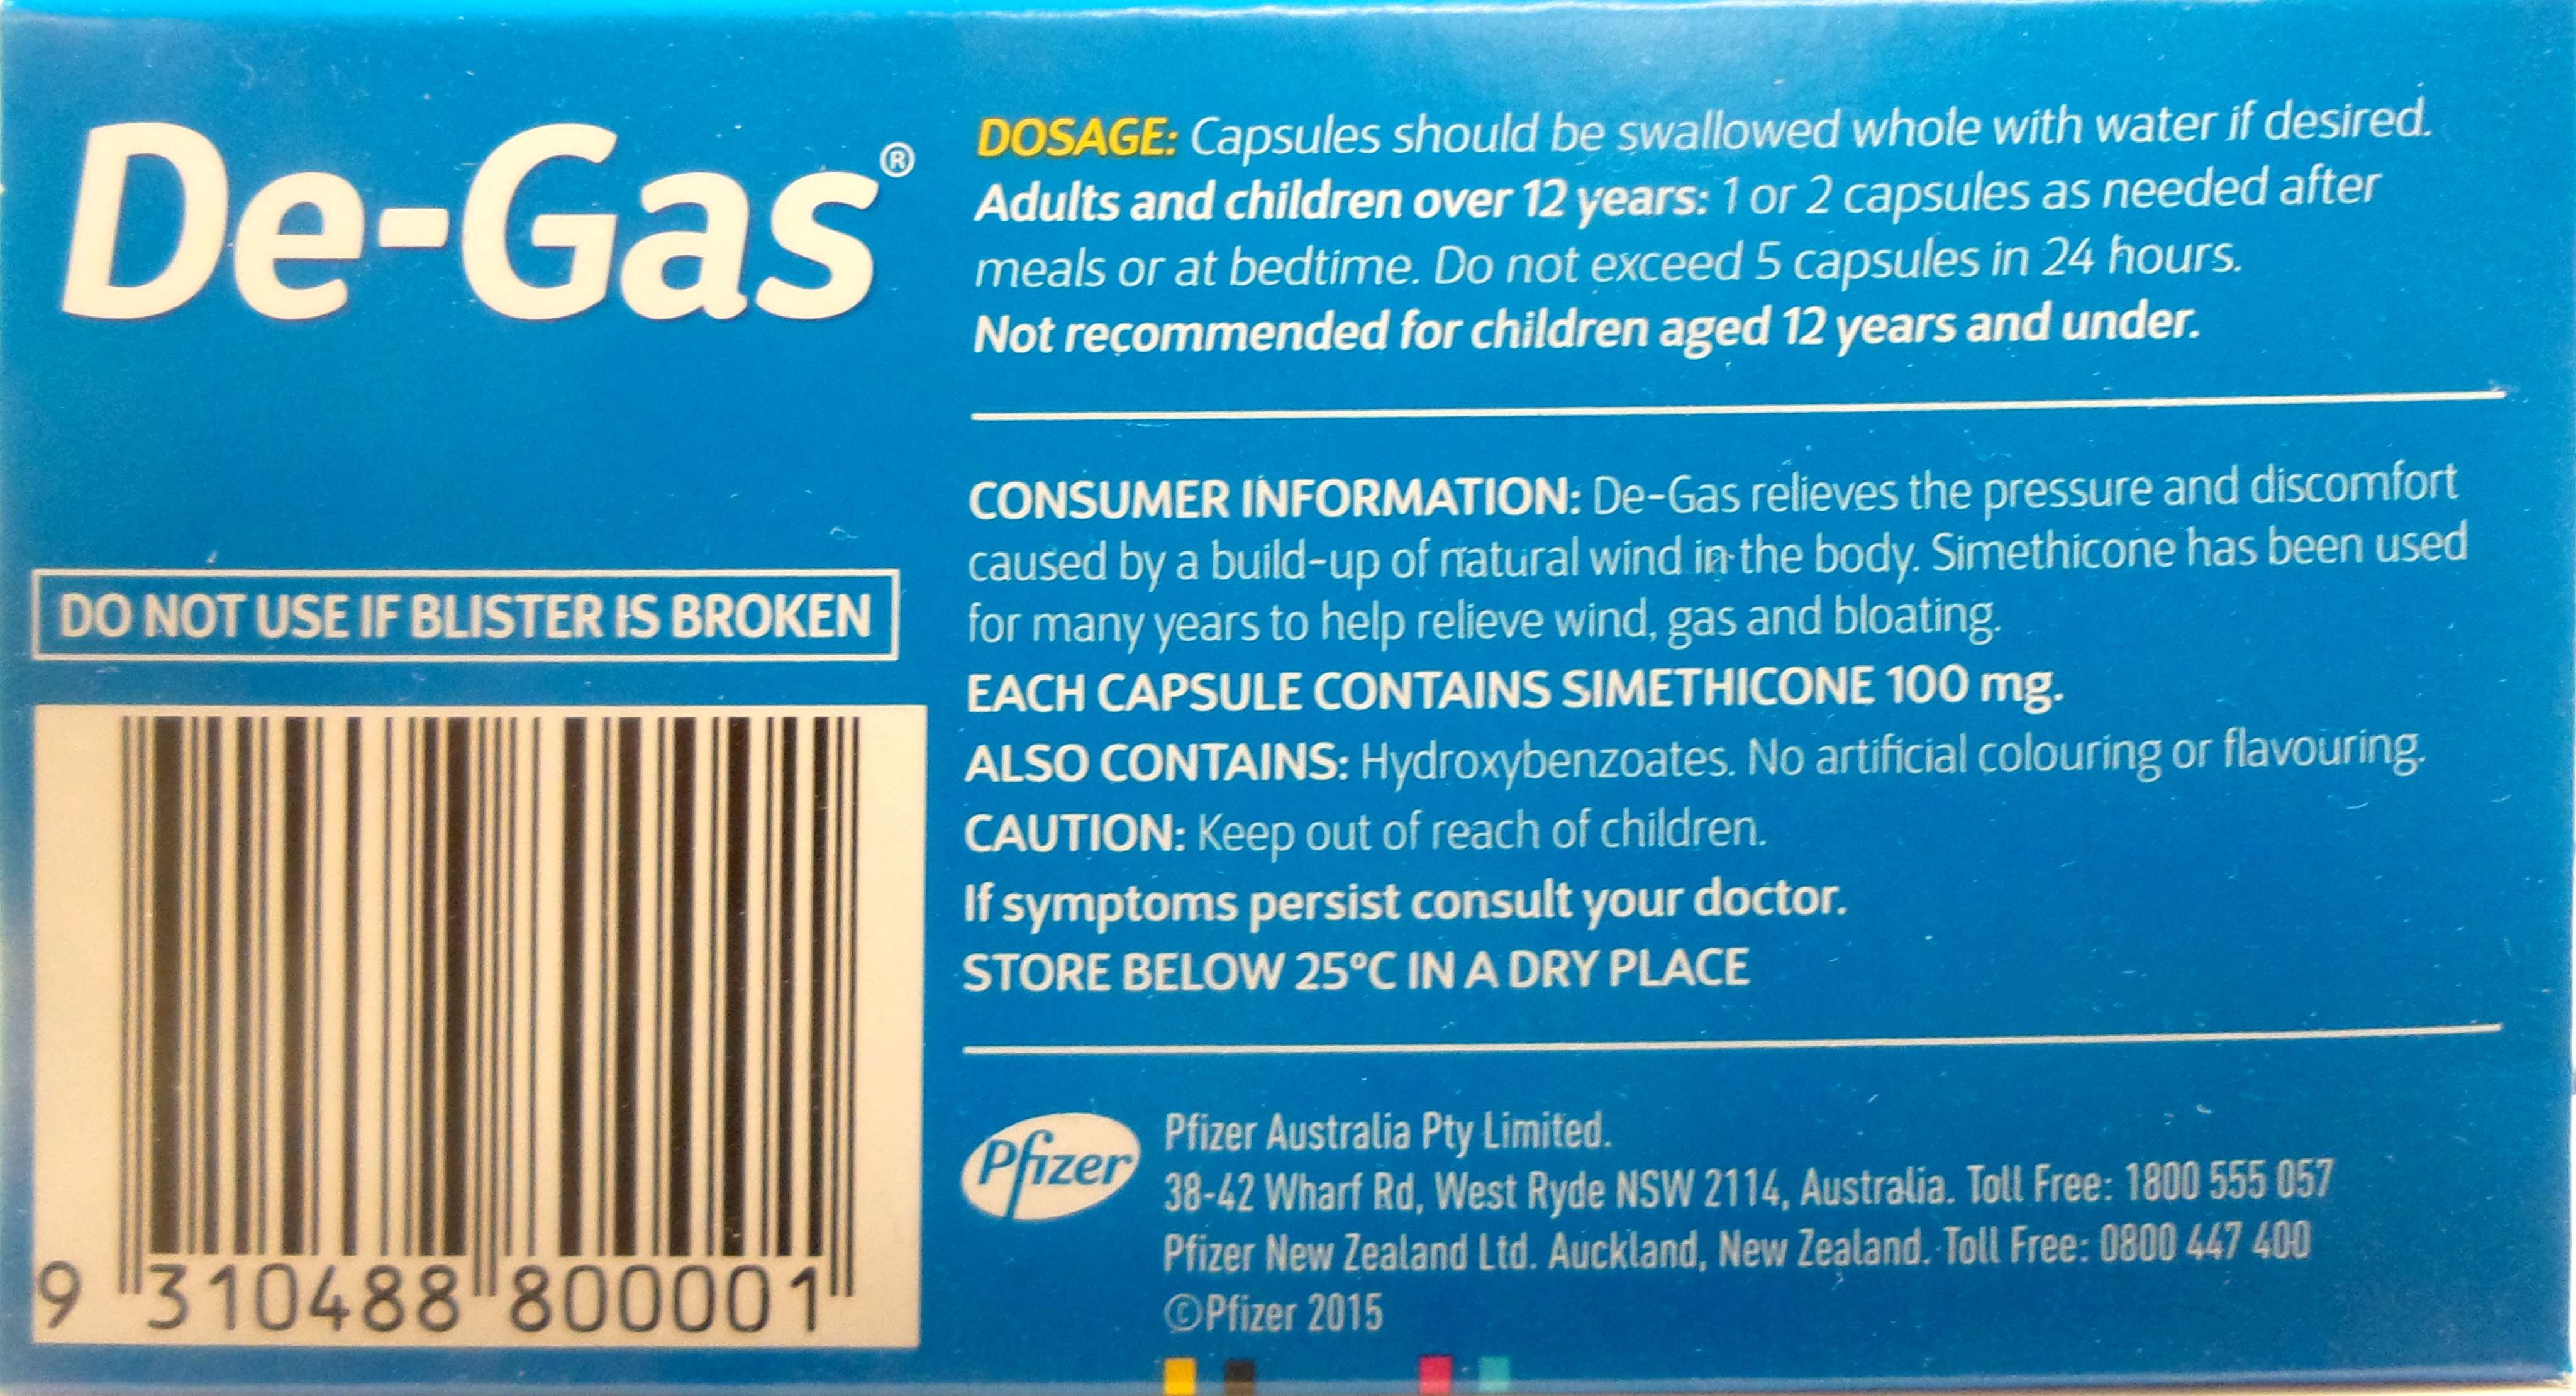 De-Gas®
DO NOT USE IF BLISTER IS BROKEN
9 310488 800001
DOSAGE: Capsules should be swallowed whole with water if desired.
Adults and children over 12 years: 1 or 2 capsules as needed after
meals or at bedtime. Do not exceed 5 capsules in 24 hours.
Not recommended for children aged 12 years and under.
CONSUMER INFORMATION: De-Gas relieves the pressure and discomfort
caused by a build-up of natural wind in the body. Simethicone has been used
for many years to help relieve wind, gas and bloating.
EACH CAPSULE CONTAINS SIMETHICONE 100 mg.
ALSO CONTAINS: Hydroxybenzoates. No artificial colouring or flavouring.
CAUTION: Keep out of reach of children.
If symptoms persist consult your doctor.
STORE BELOW 25°C IN A DRY PLACE
Pfizer
Pfizer Australia Pty Limited.
38-42 Wharf Rd, West Ryde NSW 2114, Australia. Toll Free: 1800 555 057
Pfizer New Zealand Ltd. Auckland, New Zealand. Toll Free: 0800 447 400
©Pfizer 2015